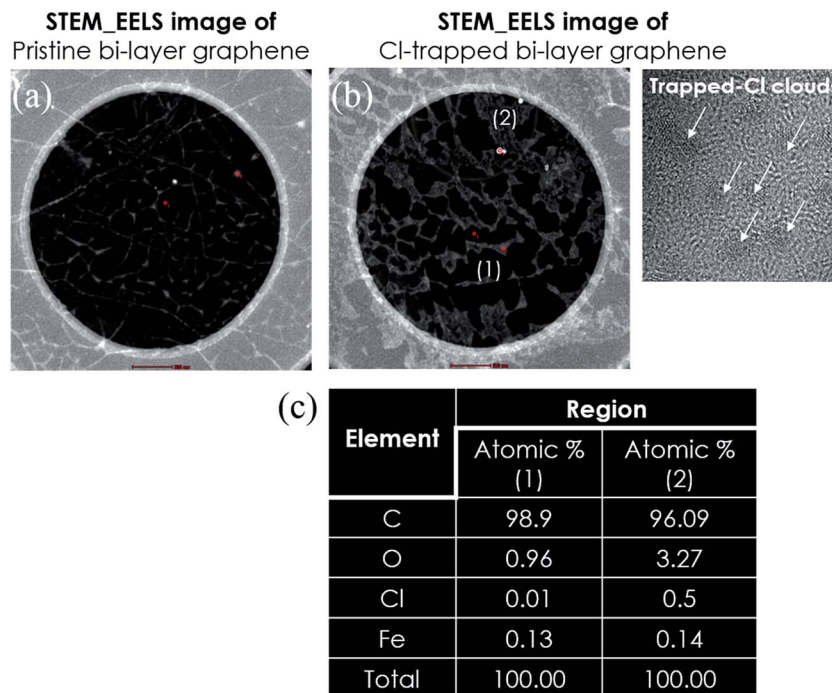 STEM_EELS image of
Pristine bi-layer graphene
STEM_EELS image of
Cl-trapped bi-layer graphene
(a)
(b)
(2)
(1)
Trapped-Cl cloud
(c)
Element
Region
Atomic %
(1)
Atomic %
(2)
C 98.9 96.09
O 0.96 3.27
Cl 0.01 0.5
Fe 0.13 0.14
Total 100.00 100.00